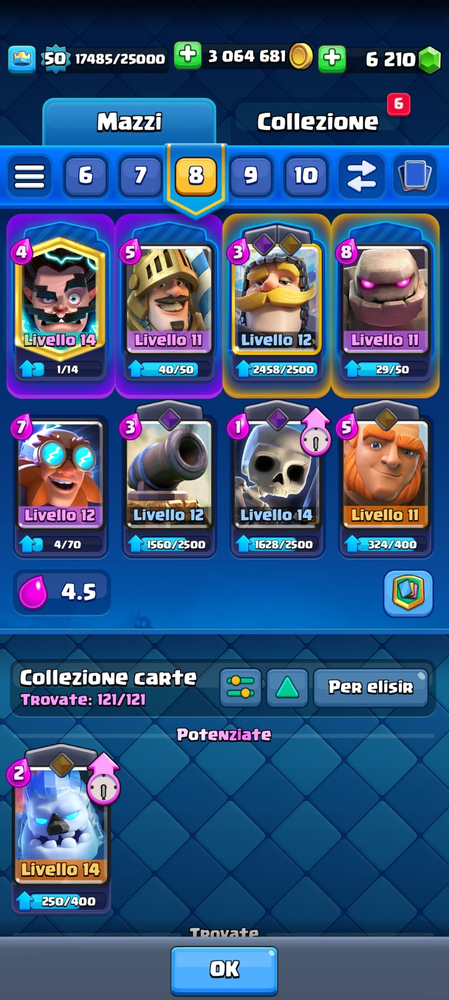 50 17485/25000 3 064 681 6 210
Mazzi Collezione 6
6 7 8 9 10
4 5 3 8
Livello 14 Livello 11 Livello 12 Livello 11
1/14 40/50 2458/2500 29/50
7 3 1 5
Livello 12 Livello 12 Livello 14 Livello 11
4/70 1560/2500 1628/2500 324/400
4.5
Collezione carte
Trovate: 121/121
Per elisir
Potenziate
2
Livello 14
250/400
Trovate
OK